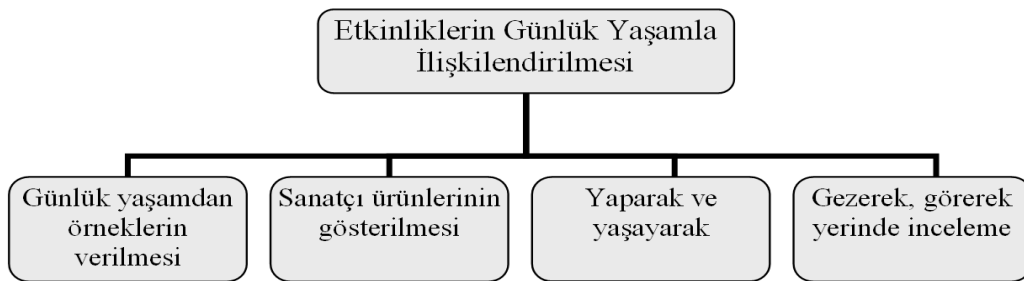 Etkinliklerin Günlük Yaşamla
İlişkilendirilmesi
Günlük yaşamdan
örneklerin
verilmesi
Sanatçı ürünlerinin
gösterilmesi
Yaparak ve
yaşayarak
Gezerek, görerek
yerinde inceleme